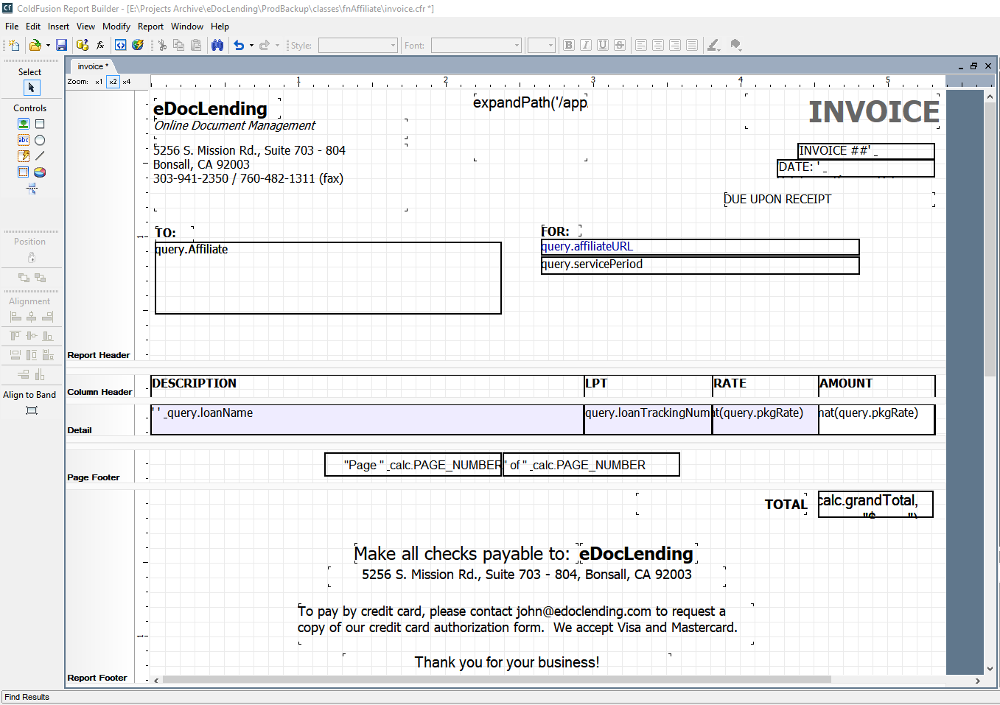 ColdFusion Report Builder - [E:\Projects Archive\eDocLending\ProdBackup\classes\fnAffiliate\invoice.cfr *]
File Edit Insert View Modify Report Window Help
Style: Font: B I U S
invoice *
Select
Zoom: x1 x2 x4
1 2 3 4 5
Controls
abc
eDocLending
Online Document Management
5256 S. Mission Rd., Suite 703 - 804
Bonsall, CA 92003
303-941-2350 / 760-482-1311 (fax)
expandPath('/app
INVOICE
INVOICE ##' _
DATE: ' _
DUE UPON RECEIPT
1
TO:
query.Affiliate
FOR:
query.affiliateURL
query.servicePeriod
Position
Alignment
Align to Band
Report Header
Column Header
DESCRIPTION LPT RATE AMOUNT
Detail
' ' _query.loanName query.loanTrackingNum at(query.pkgRate) nat(query.pkgRate)
Page Footer
"Page " _calc.PAGE_NUMBER ' of " _calc.PAGE_NUMBER
TOTAL calc.grandTotal,
Make all checks payable to: eDocLending
5256 S. Mission Rd., Suite 703 - 804, Bonsall, CA 92003
1
To pay by credit card, please contact john@edoclending.com to request a
copy of our credit card authorization form. We accept Visa and Mastercard.
Thank you for your business!
Report Footer
Find Results